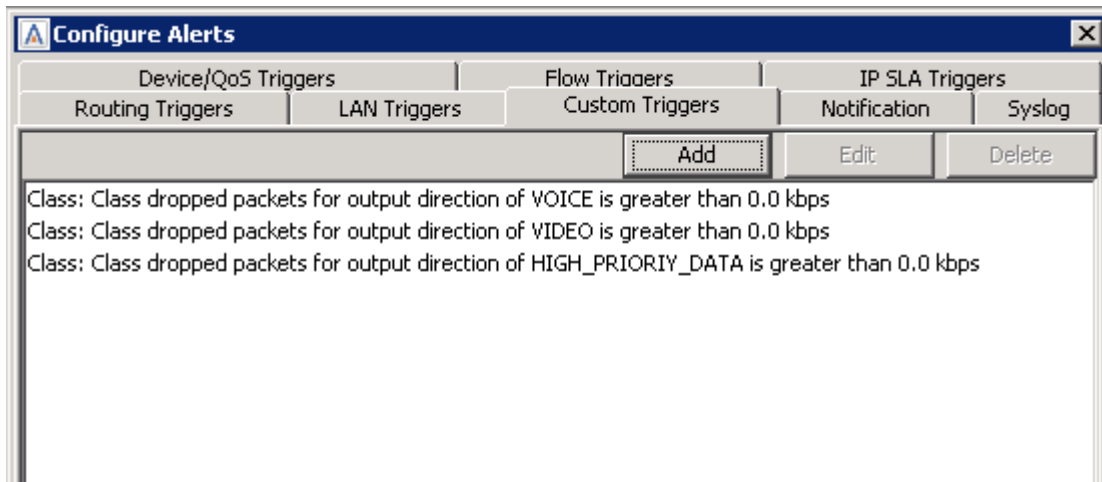 Configure Alerts
Device/QoS Triggers Flow Triggers IP SLA Triggers
Routing Triggers LAN Triggers Custom Triggers Notification Syslog
Add Edit Delete
Class: Class dropped packets for output direction of VOICE is greater than 0.0 kbps
Class: Class dropped packets for output direction of VIDEO is greater than 0.0 kbps
Class: Class dropped packets for output direction of HIGH_PRIORIY_DATA is greater than 0.0 kbps